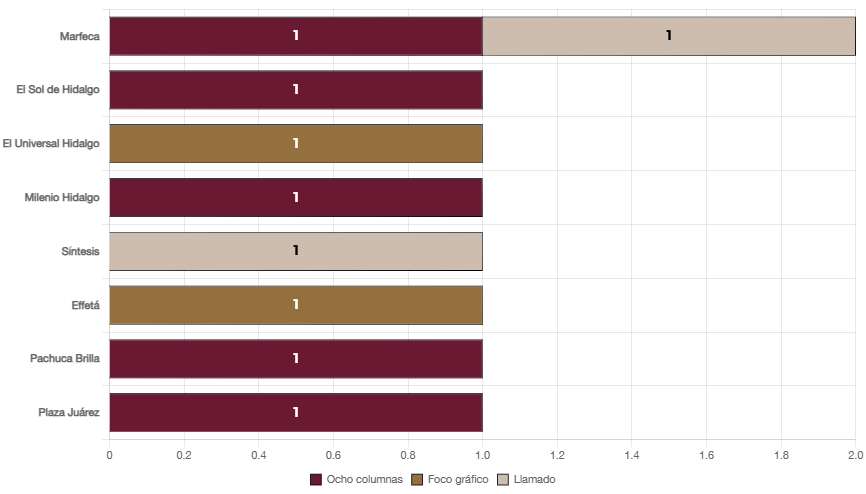 Marfeca 1 1
El Sol de Hidalgo 1
El Universal Hidalgo 1
Milenio Hidalgo 1
Síntesis 1
Effetá 1
Pachuca Brilla 1
Plaza Juárez 1
0 0.2 0.4 0.6 0.8 1.0 1.2 1.4 1.6 1.8 2.0
Ocho columnas Foco gráfico Llamado